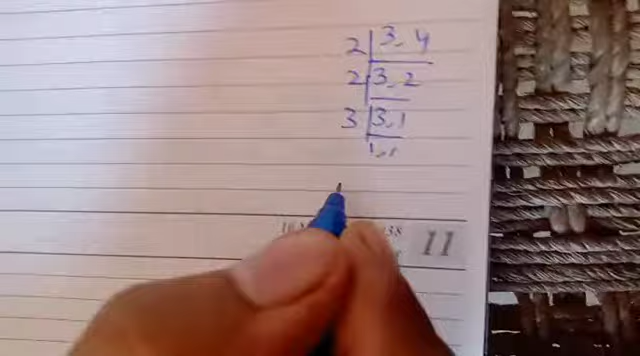 2 | 3, 4
2 | 3, 2
3 | 3, 1
1, 1
11